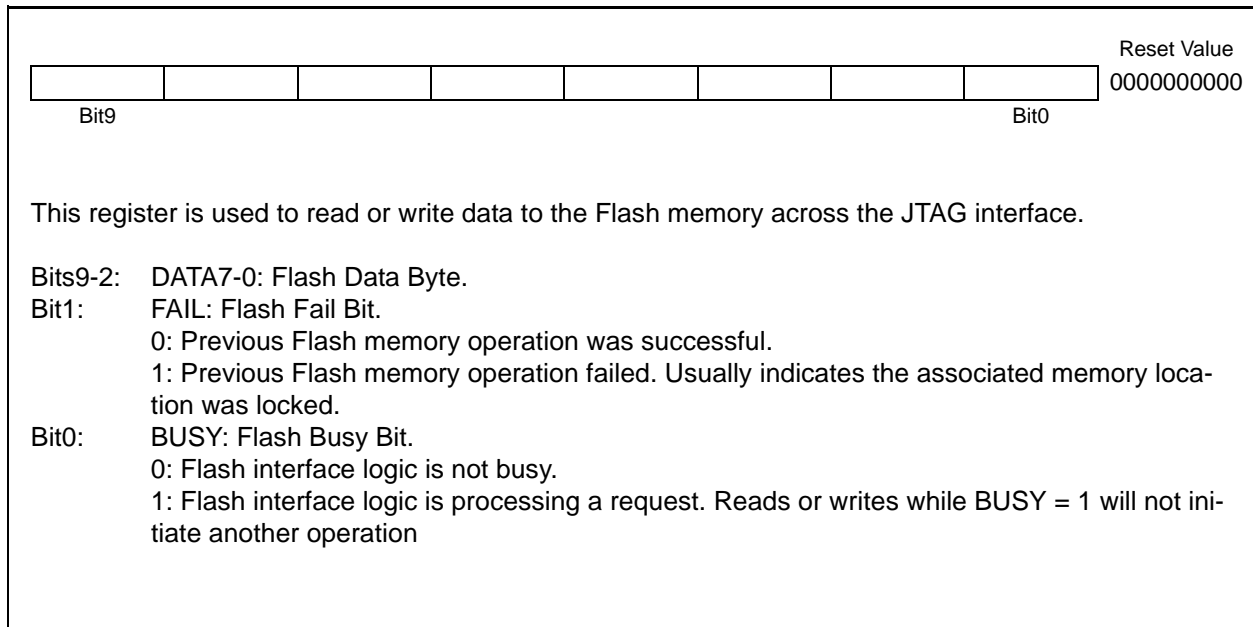 Reset Value
0000000000
Bit9 Bit0
This register is used to read or write data to the Flash memory across the JTAG interface.
Bits9-2: DATA7-0: Flash Data Byte.
Bit1: FAIL: Flash Fail Bit.
0: Previous Flash memory operation was successful.
1: Previous Flash memory operation failed. Usually indicates the associated memory loca-
tion was locked.
Bit0: BUSY: Flash Busy Bit.
0: Flash interface logic is not busy.
1: Flash interface logic is processing a request. Reads or writes while BUSY = 1 will not ini-
tiate another operation